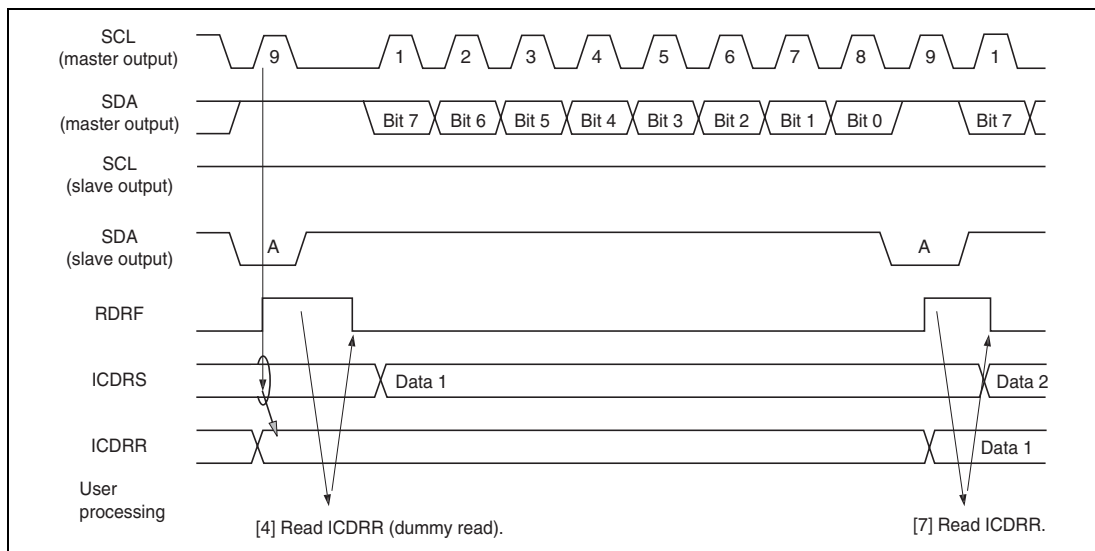 SCL
(master output)
9 1 2 3 4 5 6 7 8 9 1
SDA
(master output)
Bit 7 Bit 6 Bit 5 Bit 4 Bit 3 Bit 2 Bit 1 Bit 0 Bit 7
SCL
(slave output)
SDA
(slave output)
A A
RDRF
ICDRS
Data 1 Data 2
ICDRR
Data 1
User
processing
[4] Read ICDRR (dummy read). [7] Read ICDRR.